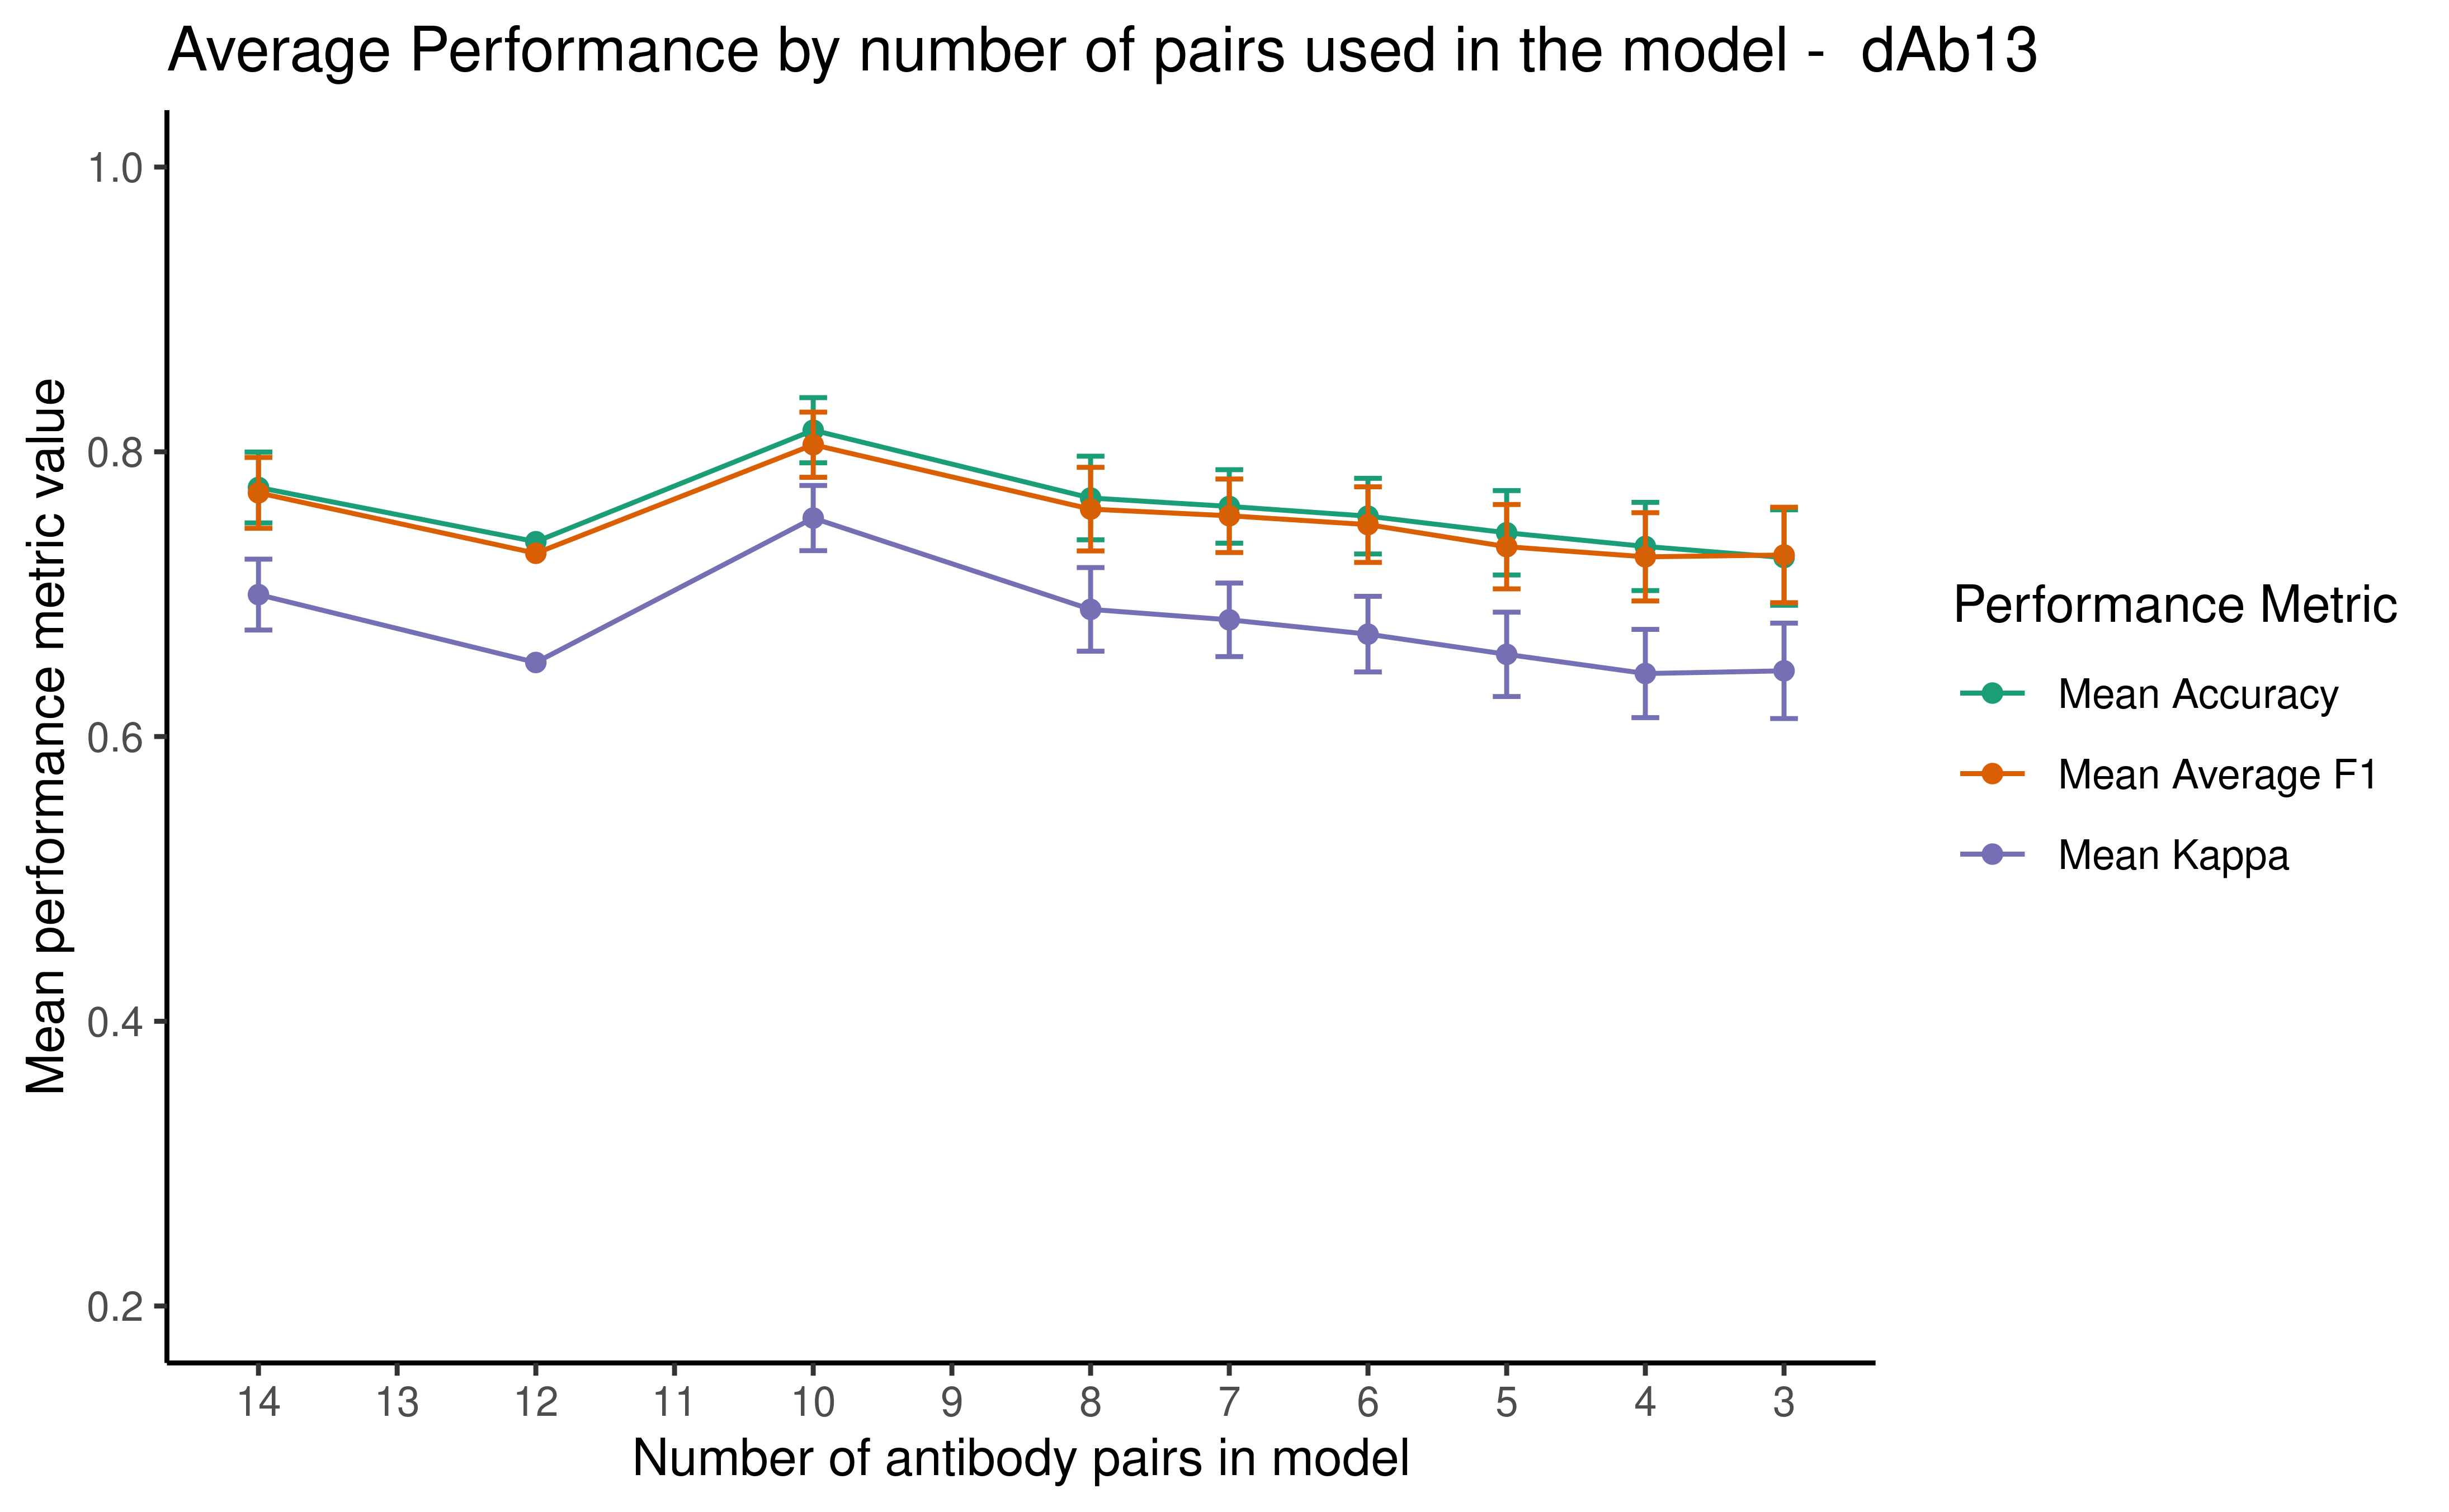 Average Performance by number of pairs used in the model -  dAb13
Mean performance metric value
1.0
0.8
0.6
0.4
0.2
14 13 12 11 10 9 8 7 6 5 4 3
Number of antibody pairs in model
Performance Metric
Mean Accuracy
Mean Average F1
Mean Kappa